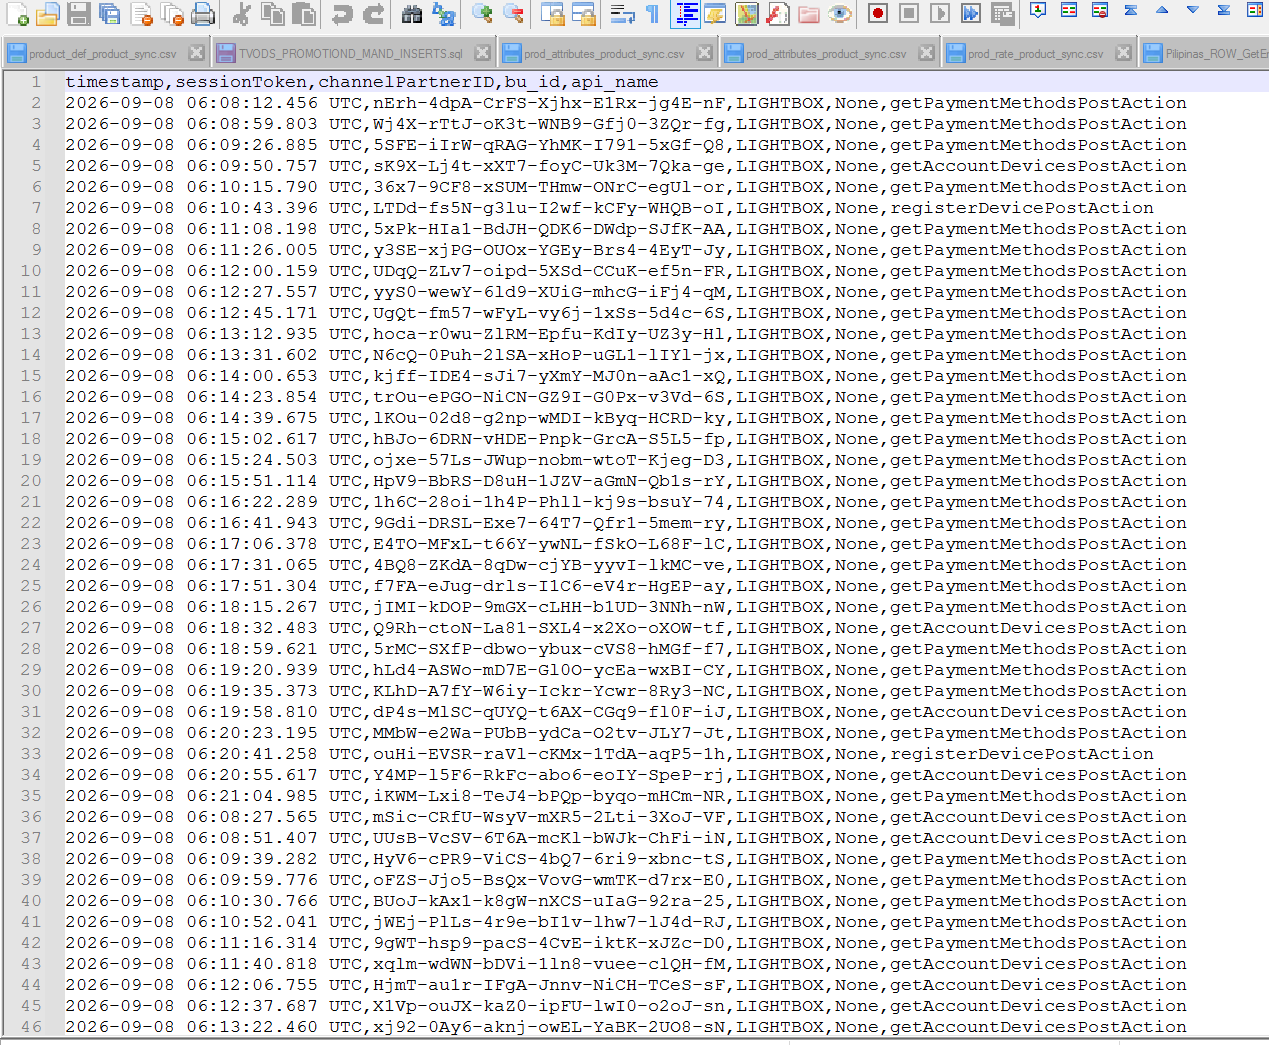 product_def_product_sync.csv TVODS_PROMOTIOND_MAND_INSERTS.sql prod_attributes_product_sync.csv prod_attributes_product_sync.csv prod_rate_product_sync.csv Pilipinas_ROW_GetEn
1 timestamp,sessionToken,channelPartnerID,bu_id,api_name
2 2026-09-08 06:08:12.456 UTC,nErh-4dpA-CrFS-Xjhx-E1Rx-jg4E-nF,LIGHTBOX,None,getPaymentMethodsPostAction
3 2026-09-08 06:08:59.803 UTC,Wj4X-rTtJ-oK3t-WNB9-Gfj0-3ZQr-fg,LIGHTBOX,None,getPaymentMethodsPostAction
4 2026-09-08 06:09:26.885 UTC,5SFE-iIrW-qRAG-YhMK-I791-5xGf-Q8,LIGHTBOX,None,getPaymentMethodsPostAction
5 2026-09-08 06:09:50.757 UTC,sK9X-Lj4t-xXT7-foyC-Uk3M-7Qka-ge,LIGHTBOX,None,getAccountDevicesPostAction
6 2026-09-08 06:10:15.790 UTC,36x7-9CF8-xSUM-THmw-ONrC-egUl-or,LIGHTBOX,None,getPaymentMethodsPostAction
7 2026-09-08 06:10:43.396 UTC,LTDd-fs5N-g3lu-I2wf-kCFy-WHQB-oI,LIGHTBOX,None,registerDevicePostAction
8 2026-09-08 06:11:08.198 UTC,5xPk-HIa1-BdJH-QDK6-DWdp-SJfK-AA,LIGHTBOX,None,getPaymentMethodsPostAction
9 2026-09-08 06:11:26.005 UTC,y3SE-xjPG-OUOx-YGEy-Brs4-4EyT-Jy,LIGHTBOX,None,getPaymentMethodsPostAction
10 2026-09-08 06:12:00.159 UTC,UDqQ-ZLv7-oipd-5XSd-CCuK-ef5n-FR,LIGHTBOX,None,getPaymentMethodsPostAction
11 2026-09-08 06:12:27.557 UTC,yyS0-wewY-6ld9-XUiG-mhcG-iFj4-qM,LIGHTBOX,None,getPaymentMethodsPostAction
12 2026-09-08 06:12:45.171 UTC,UgQt-fm57-wFyL-vy6j-1xSs-5d4c-6S,LIGHTBOX,None,getPaymentMethodsPostAction
13 2026-09-08 06:13:12.935 UTC,hoca-r0wu-ZlRM-Epfu-KdIy-UZ3y-Hl,LIGHTBOX,None,getPaymentMethodsPostAction
14 2026-09-08 06:13:31.602 UTC,N6cQ-0Puh-2lSA-xHoP-uGL1-lIYl-jx,LIGHTBOX,None,getPaymentMethodsPostAction
15 2026-09-08 06:14:00.653 UTC,kjff-IDE4-sJi7-yXmY-MJ0n-aAc1-xQ,LIGHTBOX,None,getPaymentMethodsPostAction
16 2026-09-08 06:14:23.854 UTC,trOu-ePGO-NiCN-GZ9I-G0Px-v3Vd-6S,LIGHTBOX,None,getPaymentMethodsPostAction
17 2026-09-08 06:14:39.675 UTC,lKOu-02d8-g2np-wMDI-kByq-HCRD-ky,LIGHTBOX,None,getPaymentMethodsPostAction
18 2026-09-08 06:15:02.617 UTC,hBJo-6DRN-vHDE-Pnpk-GrcA-S5L5-fp,LIGHTBOX,None,getPaymentMethodsPostAction
19 2026-09-08 06:15:24.503 UTC,ojxe-57Ls-JWup-nobm-wtoT-Kjeg-D3,LIGHTBOX,None,getPaymentMethodsPostAction
20 2026-09-08 06:15:51.114 UTC,HpV9-BbRS-D8uH-1JZV-aGmN-Qb1s-rY,LIGHTBOX,None,getPaymentMethodsPostAction
21 2026-09-08 06:16:22.289 UTC,1h6C-28oi-1h4P-Phll-kj9s-bsuY-74,LIGHTBOX,None,getPaymentMethodsPostAction
22 2026-09-08 06:16:41.943 UTC,9Gdi-DRSL-Exe7-64T7-Qfrl-5mem-ry,LIGHTBOX,None,getPaymentMethodsPostAction
23 2026-09-08 06:17:06.378 UTC,E4TO-MFxL-t66Y-ywNL-fSkO-L68F-lC,LIGHTBOX,None,getPaymentMethodsPostAction
24 2026-09-08 06:17:31.065 UTC,4BQ8-ZKdA-8qDw-cjYB-yyvI-lkMC-ve,LIGHTBOX,None,getPaymentMethodsPostAction
25 2026-09-08 06:17:51.304 UTC,f7FA-eJug-drls-I1C6-eV4r-HgEP-ay,LIGHTBOX,None,getPaymentMethodsPostAction
26 2026-09-08 06:18:15.267 UTC,jIMI-kDOP-9mGX-cLHH-b1UD-3NNh-nW,LIGHTBOX,None,getPaymentMethodsPostAction
27 2026-09-08 06:18:32.483 UTC,Q9Rh-ctoN-La81-SXL4-x2Xo-oXOW-tf,LIGHTBOX,None,getAccountDevicesPostAction
28 2026-09-08 06:18:59.621 UTC,5rMC-SXfP-dbwo-ybux-cVS8-hMGf-f7,LIGHTBOX,None,getPaymentMethodsPostAction
29 2026-09-08 06:19:20.939 UTC,hLd4-ASWo-mD7E-Gl0O-ycEa-wxBI-CY,LIGHTBOX,None,getPaymentMethodsPostAction
30 2026-09-08 06:19:35.373 UTC,KLhD-A7fY-W6iy-Ickr-Ycwr-8Ry3-NC,LIGHTBOX,None,getPaymentMethodsPostAction
31 2026-09-08 06:19:58.810 UTC,dP4s-MlSC-qUYQ-t6AX-CGq9-fl0F-iJ,LIGHTBOX,None,getAccountDevicesPostAction
32 2026-09-08 06:20:23.195 UTC,MMbW-e2Wa-PUbB-ydCa-O2tv-JLY7-Jt,LIGHTBOX,None,getPaymentMethodsPostAction
33 2026-09-08 06:20:41.258 UTC,ouHi-EVSR-raVl-cKMx-1TdA-aqP5-1h,LIGHTBOX,None,registerDevicePostAction
34 2026-09-08 06:20:55.617 UTC,Y4MP-l5F6-RkFc-abo6-eoIY-SpeP-rj,LIGHTBOX,None,getAccountDevicesPostAction
35 2026-09-08 06:21:04.985 UTC,iKWM-Lxi8-TeJ4-bPQp-byqo-mHCm-NR,LIGHTBOX,None,getPaymentMethodsPostAction
36 2026-09-08 06:08:27.565 UTC,mSic-CRfU-WsyV-mXR5-2Lti-3XoJ-VF,LIGHTBOX,None,getAccountDevicesPostAction
37 2026-09-08 06:08:51.407 UTC,UUsB-VcSV-6T6A-mcKl-bWJk-ChFi-iN,LIGHTBOX,None,getAccountDevicesPostAction
38 2026-09-08 06:09:39.282 UTC,HyV6-cPR9-ViCS-4bQ7-6ri9-xbnc-tS,LIGHTBOX,None,getPaymentMethodsPostAction
39 2026-09-08 06:09:59.776 UTC,oFZS-Jjo5-BsQx-VovG-wmTK-d7rx-E0,LIGHTBOX,None,getAccountDevicesPostAction
40 2026-09-08 06:10:30.766 UTC,BUoJ-kAx1-k8gW-nXCS-uIaG-92ra-25,LIGHTBOX,None,getPaymentMethodsPostAction
41 2026-09-08 06:10:52.041 UTC,jWEj-PlLs-4r9e-bI1v-lhw7-lJ4d-RJ,LIGHTBOX,None,getPaymentMethodsPostAction
42 2026-09-08 06:11:16.314 UTC,9gWT-hsp9-pacS-4CvE-iktK-xJZc-D0,LIGHTBOX,None,getPaymentMethodsPostAction
43 2026-09-08 06:11:40.818 UTC,xqlm-wdWN-bDVi-1ln8-vuee-clQH-fM,LIGHTBOX,None,getAccountDevicesPostAction
44 2026-09-08 06:12:06.755 UTC,HjmT-au1r-IFgA-Jnnv-NiCH-TCeS-sF,LIGHTBOX,None,getAccountDevicesPostAction
45 2026-09-08 06:12:37.687 UTC,X1Vp-ouJX-kaZ0-ipFU-lwI0-o2oJ-sn,LIGHTBOX,None,getAccountDevicesPostAction
46 2026-09-08 06:13:22.460 UTC,xj92-0Ay6-aknj-owEL-YaBK-2UO8-sN,LIGHTBOX,None,getAccountDevicesPostAction